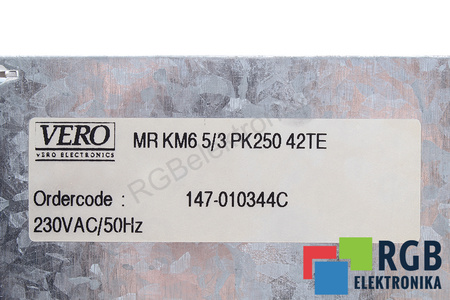 VERO
VERO ELECTRONICS
MR KM6 5/3 PK250 42TE
Ordercode : 147-010344C
230VAC/50Hz
RGBelektronika
RGB
ELEKTRONIKA